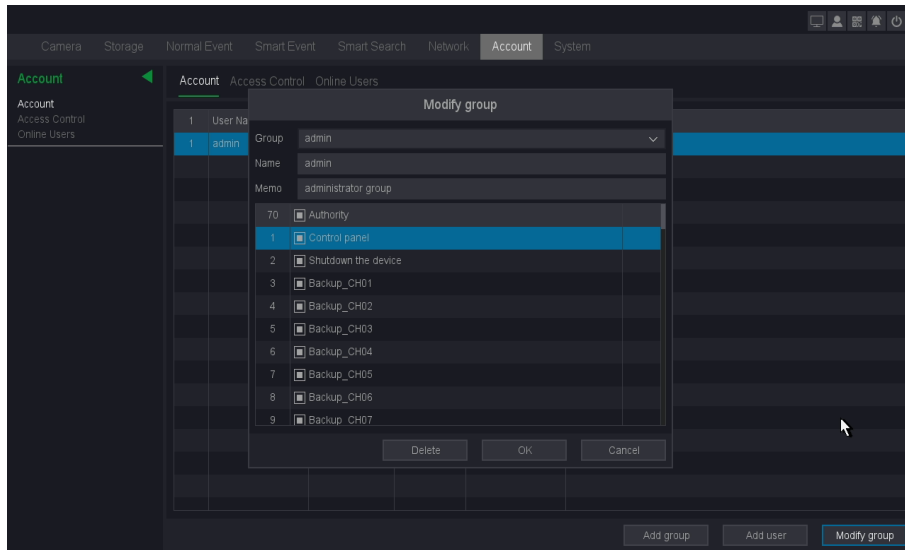 Camera Storage Normal Event Smart Event Smart Search Network Account System
Account
Account Access Control Online Users
Account
Access Control
Online Users
1 User Na
1 admin
Modify group
Group admin
Name admin
Memo administrator group
70 Authority
1 Control panel
2 Shutdown the device
3 Backup_CH01
4 Backup_CH02
5 Backup_CH03
6 Backup_CH04
7 Backup_CH05
8 Backup_CH06
9 Backup_CH07
Delete OK Cancel
Add group Add user Modify group